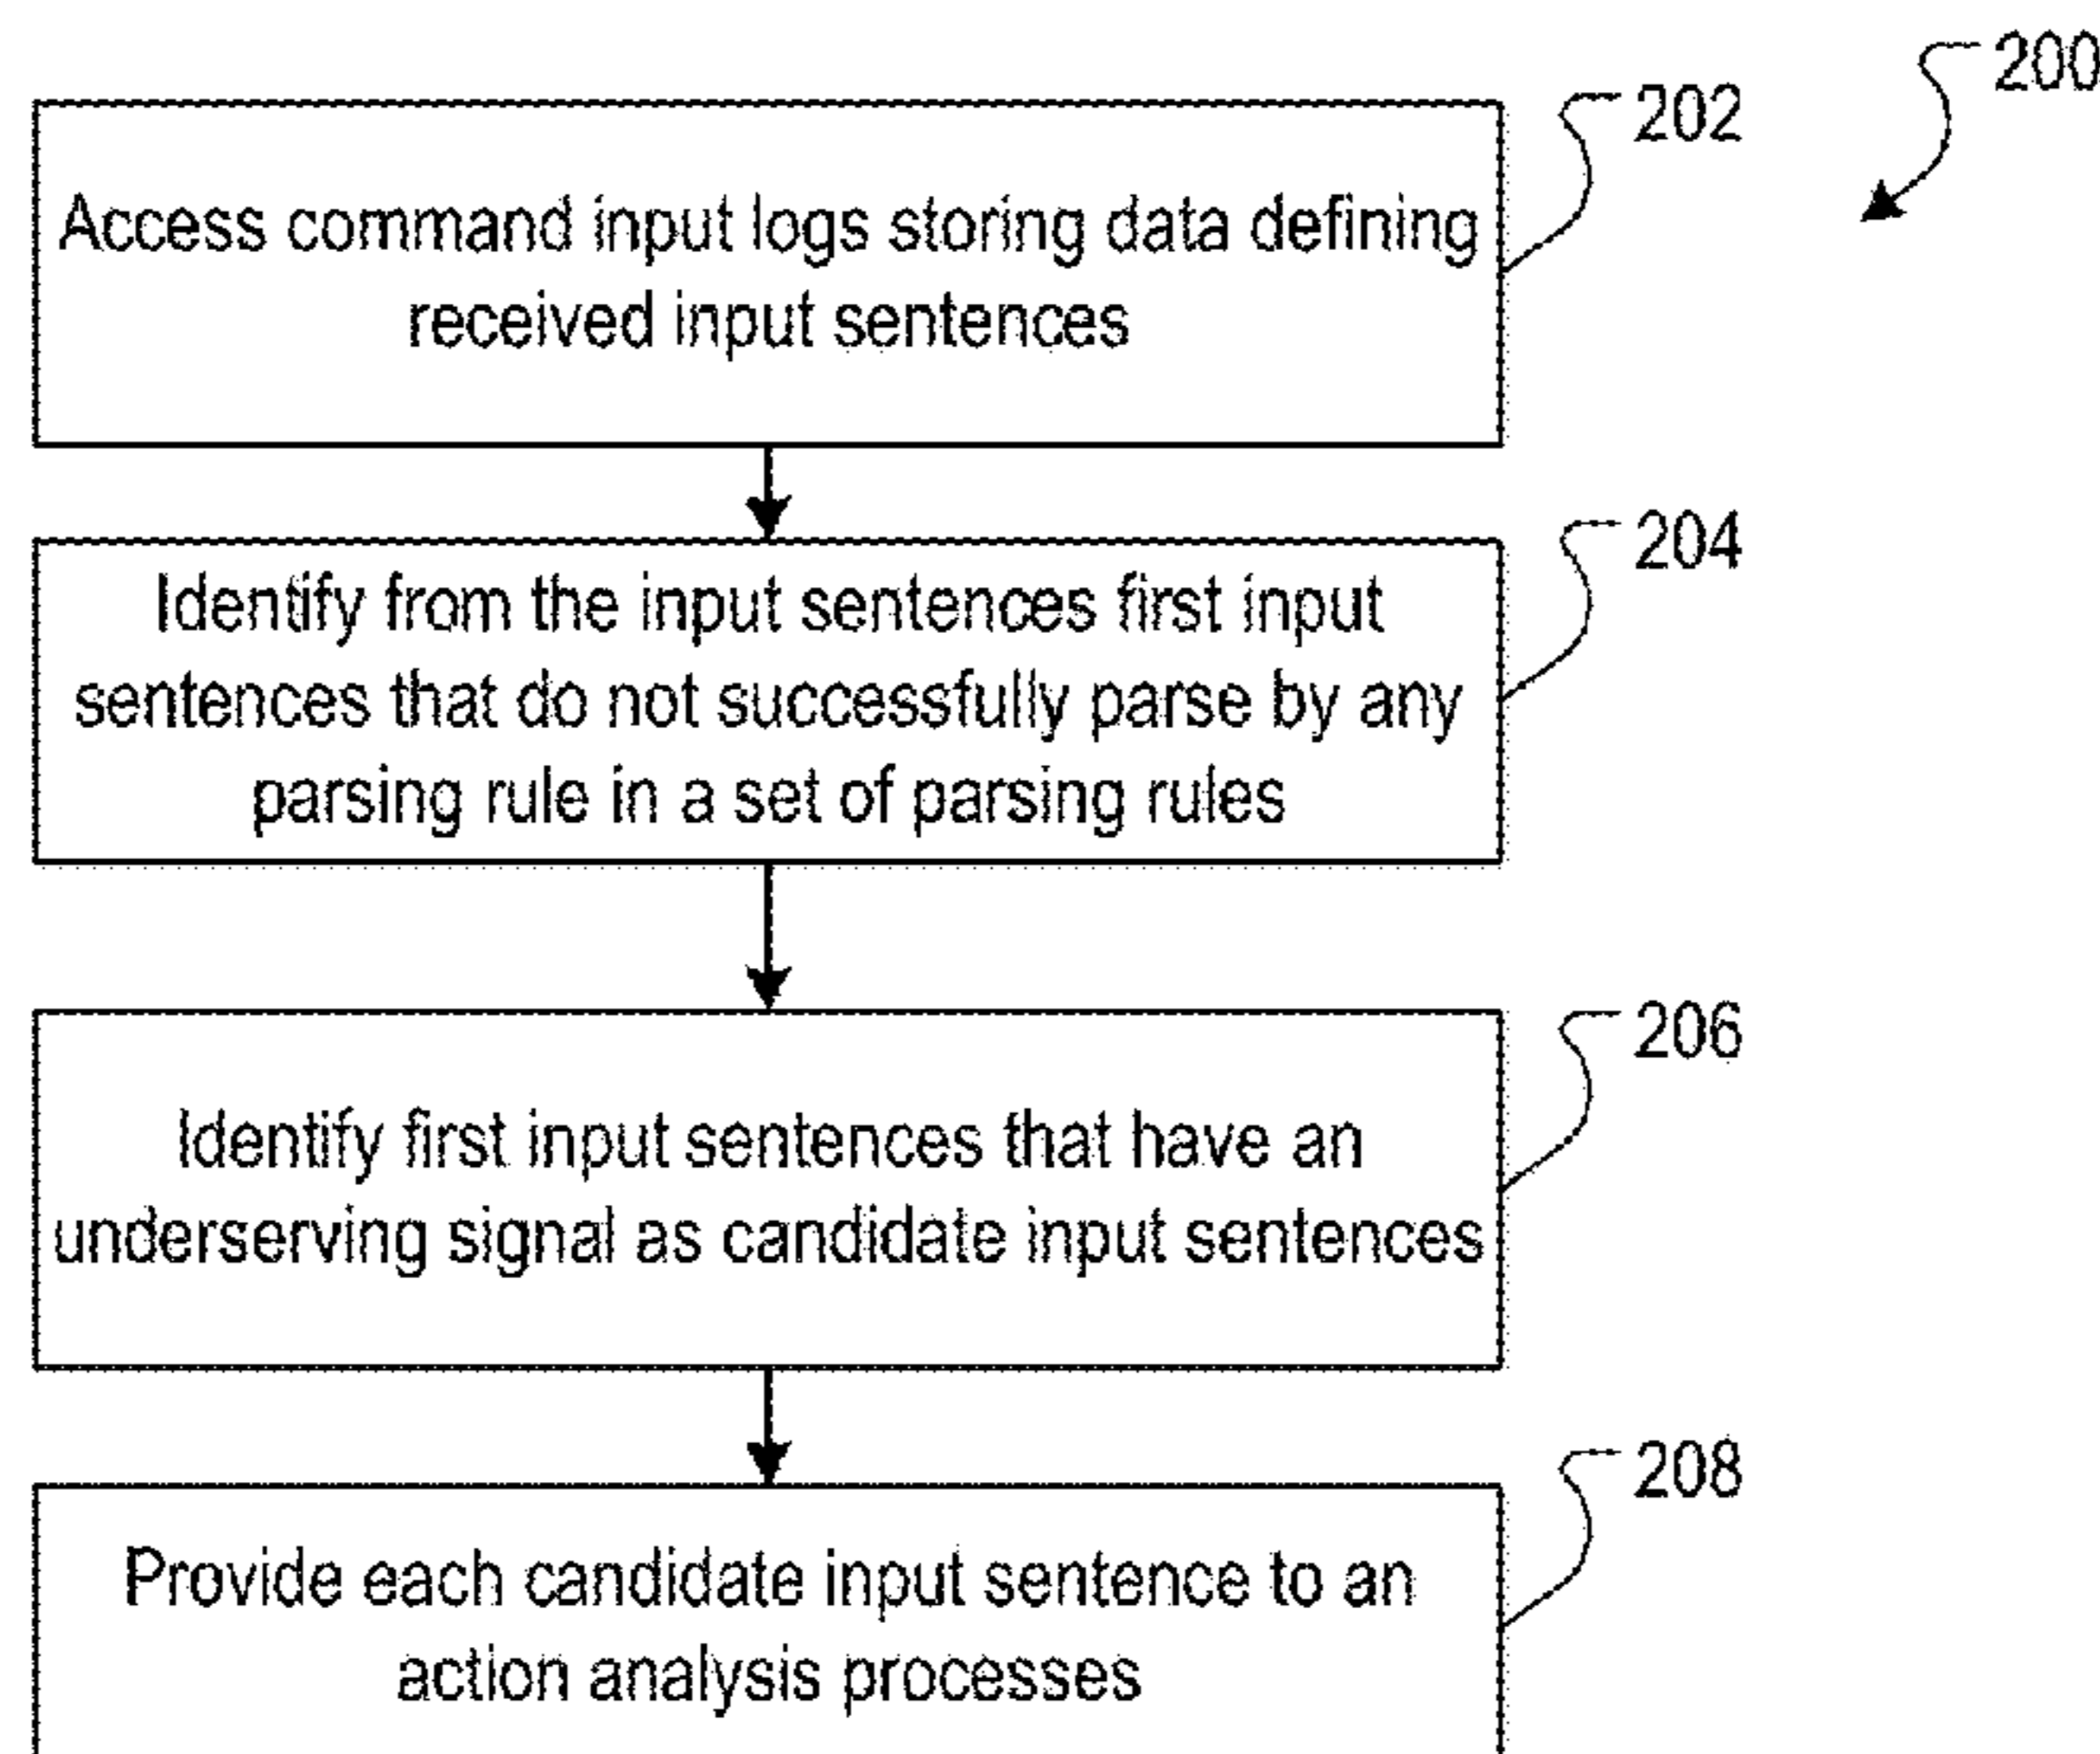 200
202
Access command input logs storing data defining
received input sentences
204
Identify from the input sentences first input
sentences that do not successfully parse by any
parsing rule in a set of parsing rules
206
Identify first input sentences that have an
underserving signal as candidate input sentences
208
Provide each candidate input sentence to an
action analysis processes